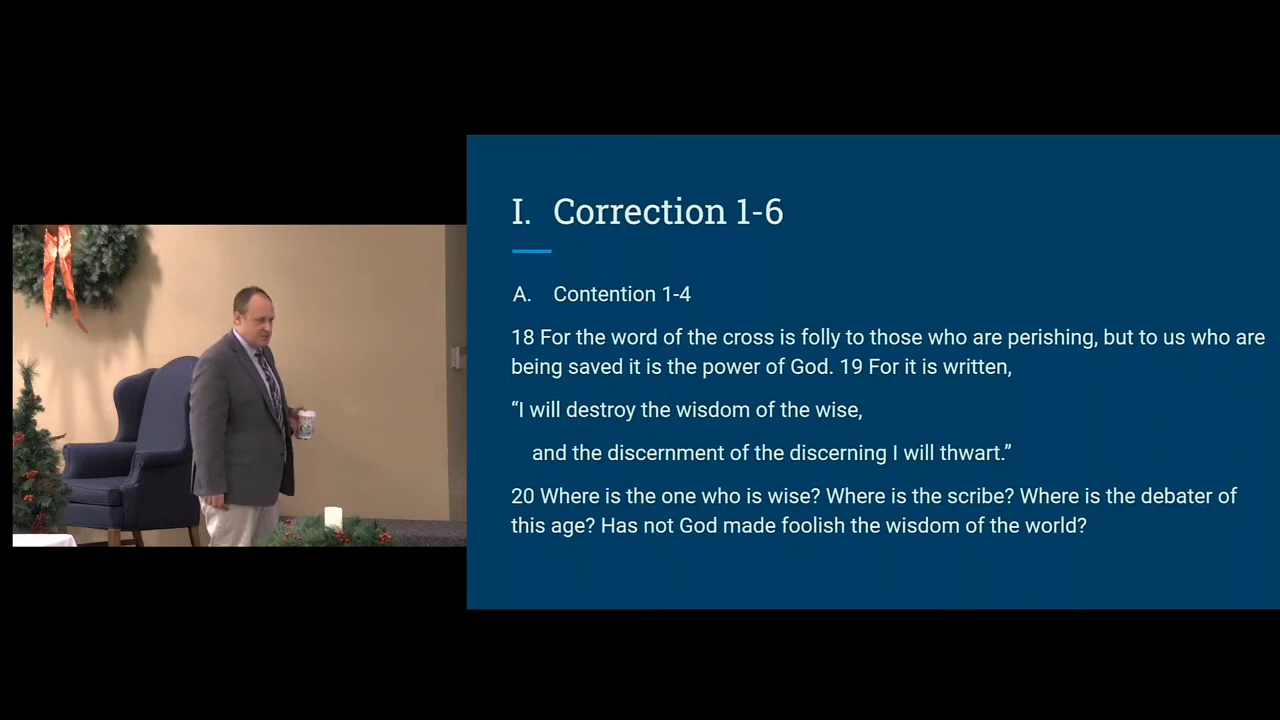 I. Correction 1-6
A. Contention 1-4
18 For the word of the cross is folly to those who are perishing, but to us who are
being saved it is the power of God. 19 For it is written,
“I will destroy the wisdom of the wise,
and the discernment of the discerning I will thwart.”
20 Where is the one who is wise? Where is the scribe? Where is the debater of
this age? Has not God made foolish the wisdom of the world?